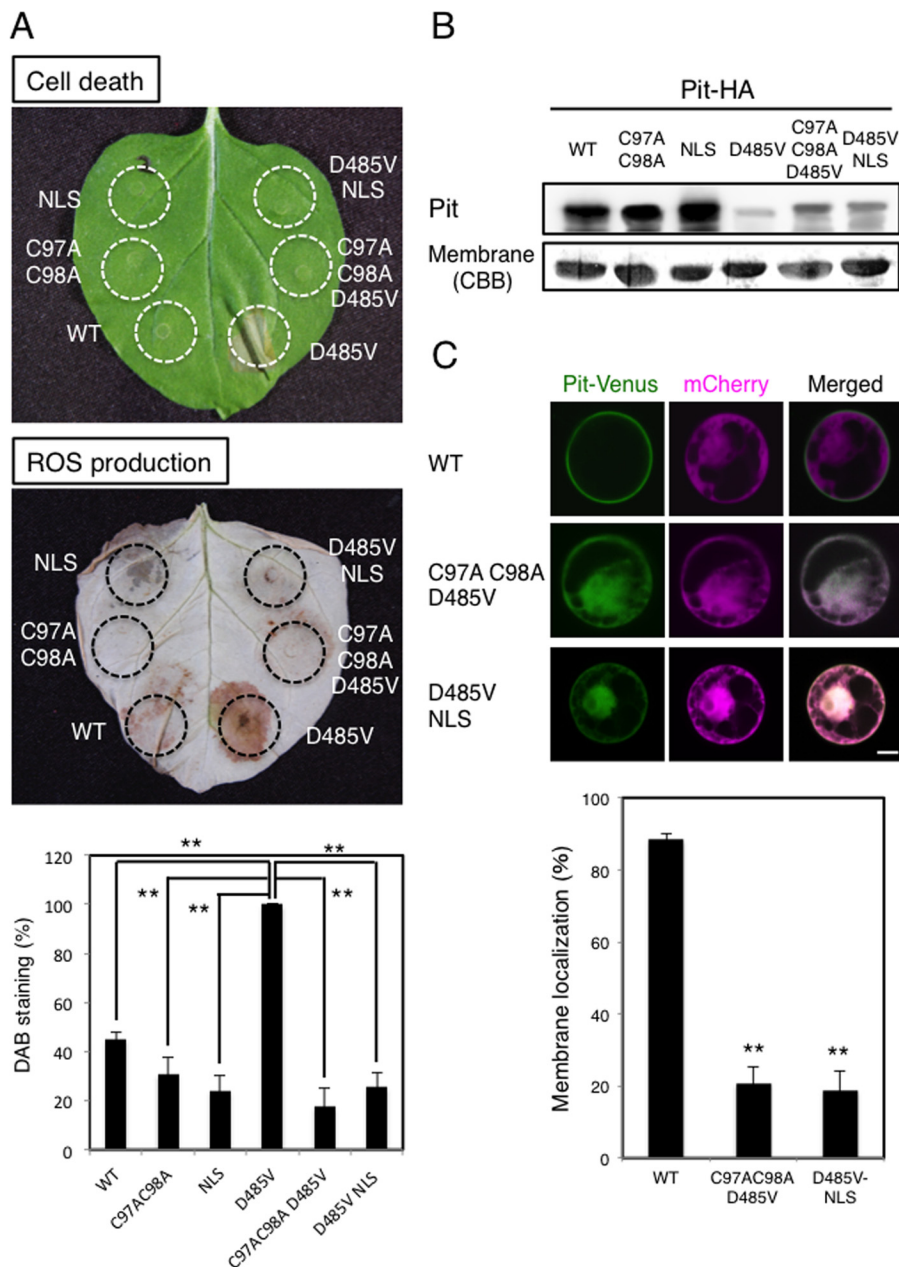 A
Cell death
NLS
D485V
NLS
C97A
C98A
C97A
C98A
D485V
WT
D485V
ROS production
NLS
D485V
NLS
C97A
C98A
C97A
C98A
D485V
WT
D485V
DAB staining (%)
120
100
80
60
40
20
0
**
**
**
**
**
WT
C97AC98A
NLS
D485V
C97AC98A D485V
D485V NLS
B
Pit-HA
WT
C97A
C98A
NLS
D485V
C97A
C98A
D485V
D485V
NLS
Pit
Membrane
(CBB)
C
Pit-Venus
mCherry
Merged
WT
C97A C98A
D485V
D485V
NLS
Membrane localization (%)
100
80
60
40
20
0
**
**
WT
C97AC98A
D485V
D485V-
NLS